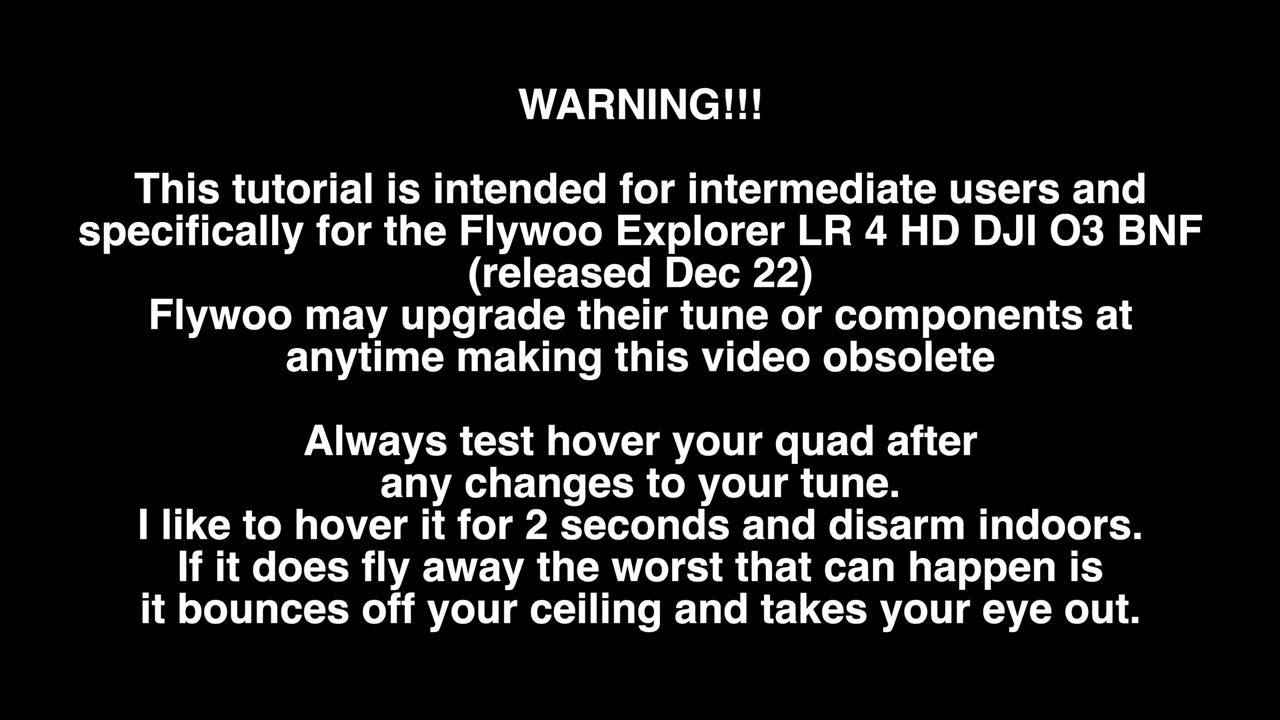 WARNING!!!
This tutorial is intended for intermediate users and
specifically for the Flywoo Explorer LR 4 HD DJI O3 BNF
(released Dec 22)
Flywoo may upgrade their tune or components at
anytime making this video obsolete
Always test hover your quad after
any changes to your tune.
I like to hover it for 2 seconds and disarm indoors.
If it does fly away the worst that can happen is
it bounces off your ceiling and takes your eye out.